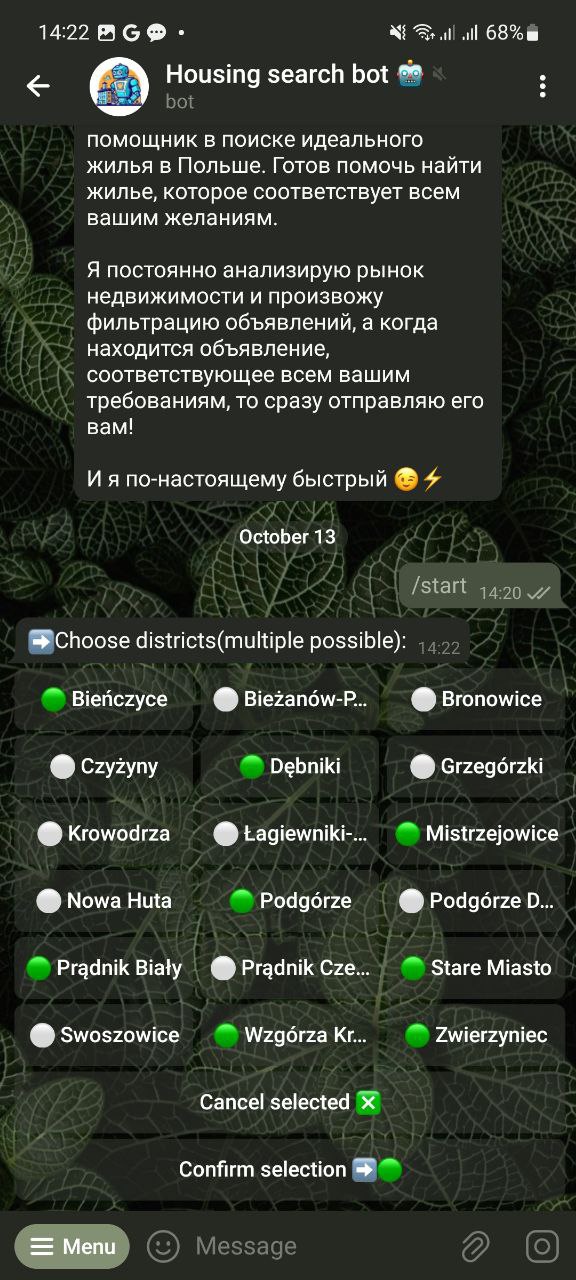 14:22
68%
Housing search bot 🤖
bot
помощник в поиске идеального
жилья в Польше. Готов помочь найти
жилье, которое соответствует всем
вашим желаниям.
Я постоянно анализирую рынок
недвижимости и произвожу
фильтрацию объявлений, а когда
находится объявление,
соответствующее всем вашим
требованиям, то сразу отправляю его
вам!
И я по-настоящему быстрый 😉⚡
October 13
/start 14:20
➡️Choose districts(multiple possible): 14:22
🟢 Bieńczyce ⚪ Bieżanów-P... ⚪ Bronowice
⚪ Czyżyny 🟢 Dębniki ⚪ Grzegórzki
⚪ Krowodrza ⚪ Łagiewniki-... 🟢 Mistrzejowice
⚪ Nowa Huta 🟢 Podgórze ⚪ Podgórze D...
🟢 Prądnik Biały ⚪ Prądnik Cze... 🟢 Stare Miasto
⚪ Swoszowice 🟢 Wzgórza Kr... 🟢 Zwierzyniec
Cancel selected ❎
Confirm selection ➡️🟢
Menu Message